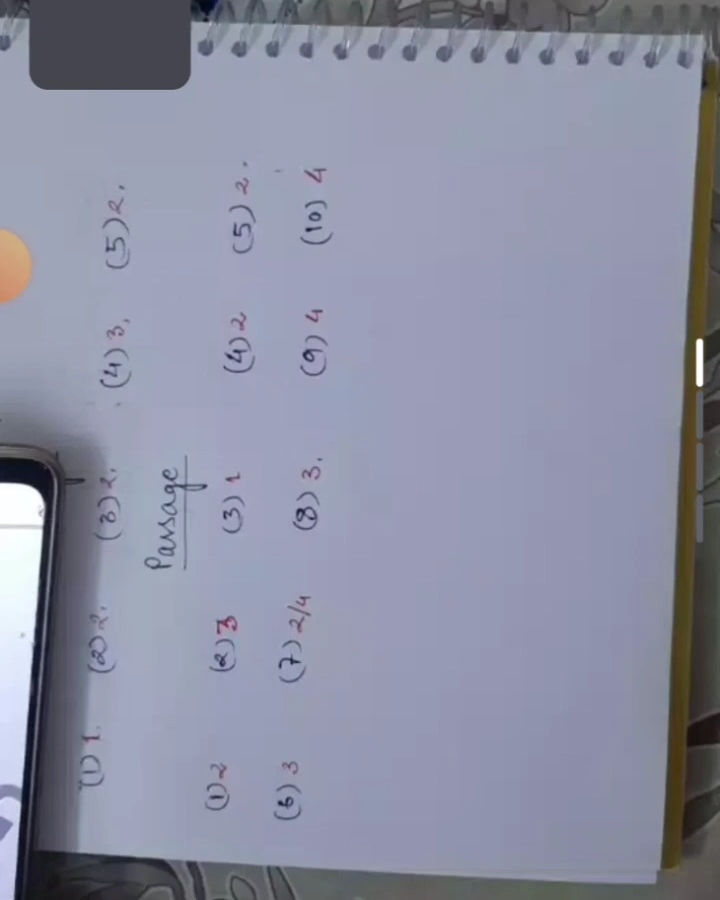 (1) 1. (2) 2. (3) 2. (4) 3. (5) 2.
Passage
(1) 2 (2) 3 (3) 1 (4) 2 (5) 2.
(6) 3 (7) 2/4 (8) 3. (9) 4 (10) 4